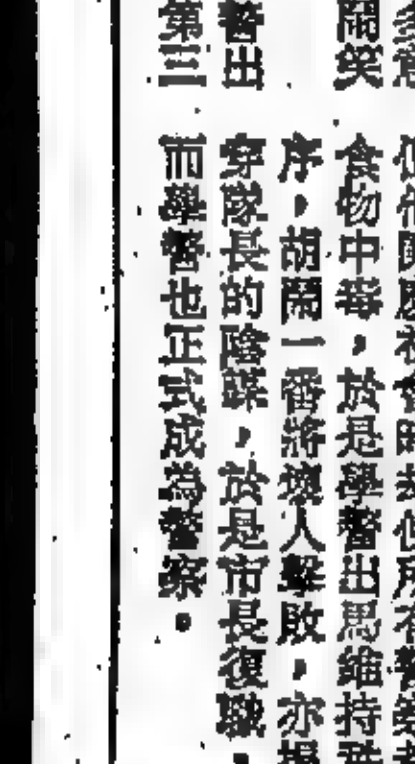 鬧笑
警出
第三
食物中毒，於是學警出馬維持秩
序，胡鬧一番將壞人擊敗，亦揭
穿隊長的陰謀，於是市長復職，
而學警也正式成為警察。